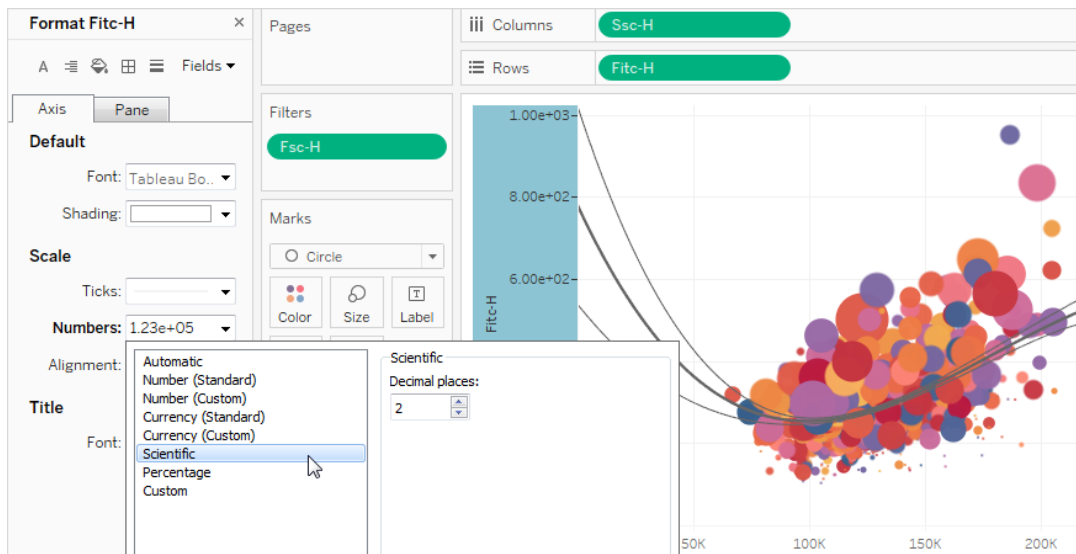 Format Fitc-H ×
A Fields
Axis Pane
Default
Font: Tableau Bo..
Shading:
Scale
Ticks:
Numbers: 1.23e+05
Alignment:
Title
Font:
Automatic
Number (Standard)
Number (Custom)
Currency (Standard)
Currency (Custom)
Scientific
Percentage
Custom
Scientific
Decimal places:
2
Pages
Filters
Fsc-H
Marks
Circle
Color Size T Label
Columns Ssc-H
Rows Fitc-H
1.00e+03
8.00e+02
6.00e+02
Fitc-H
50K 100K 150K 200K